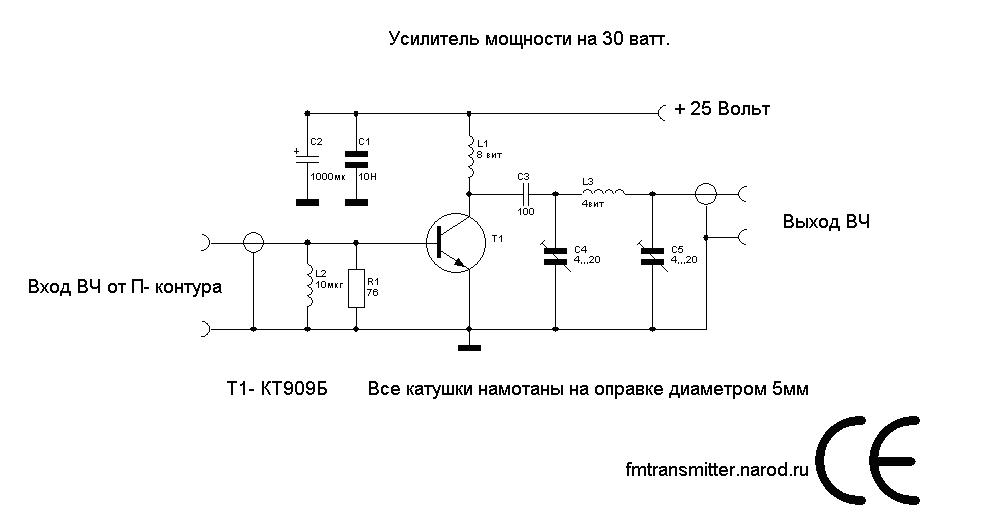 Усилитель мощности на 30 ватт.
+ 25 Вольт
C2
+
1000мк
C1
10Н
L1
8 вит
C3
100
L3
4вит
Выход ВЧ
T1
C4
4...20
C5
4...20
Вход ВЧ от П- контура
L2
10мкг
R1
76
Т1- КТ909Б Все катушки намотаны на оправке диаметром 5мм
fmtransmitter.narod.ru
CE